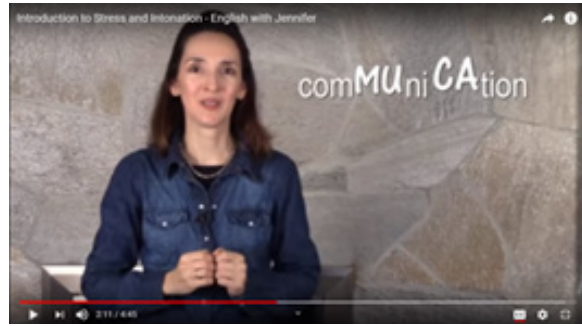 Introduction to Stress and Intonation - English with Jennifer
comMUniCAtion
2:11 / 4:45